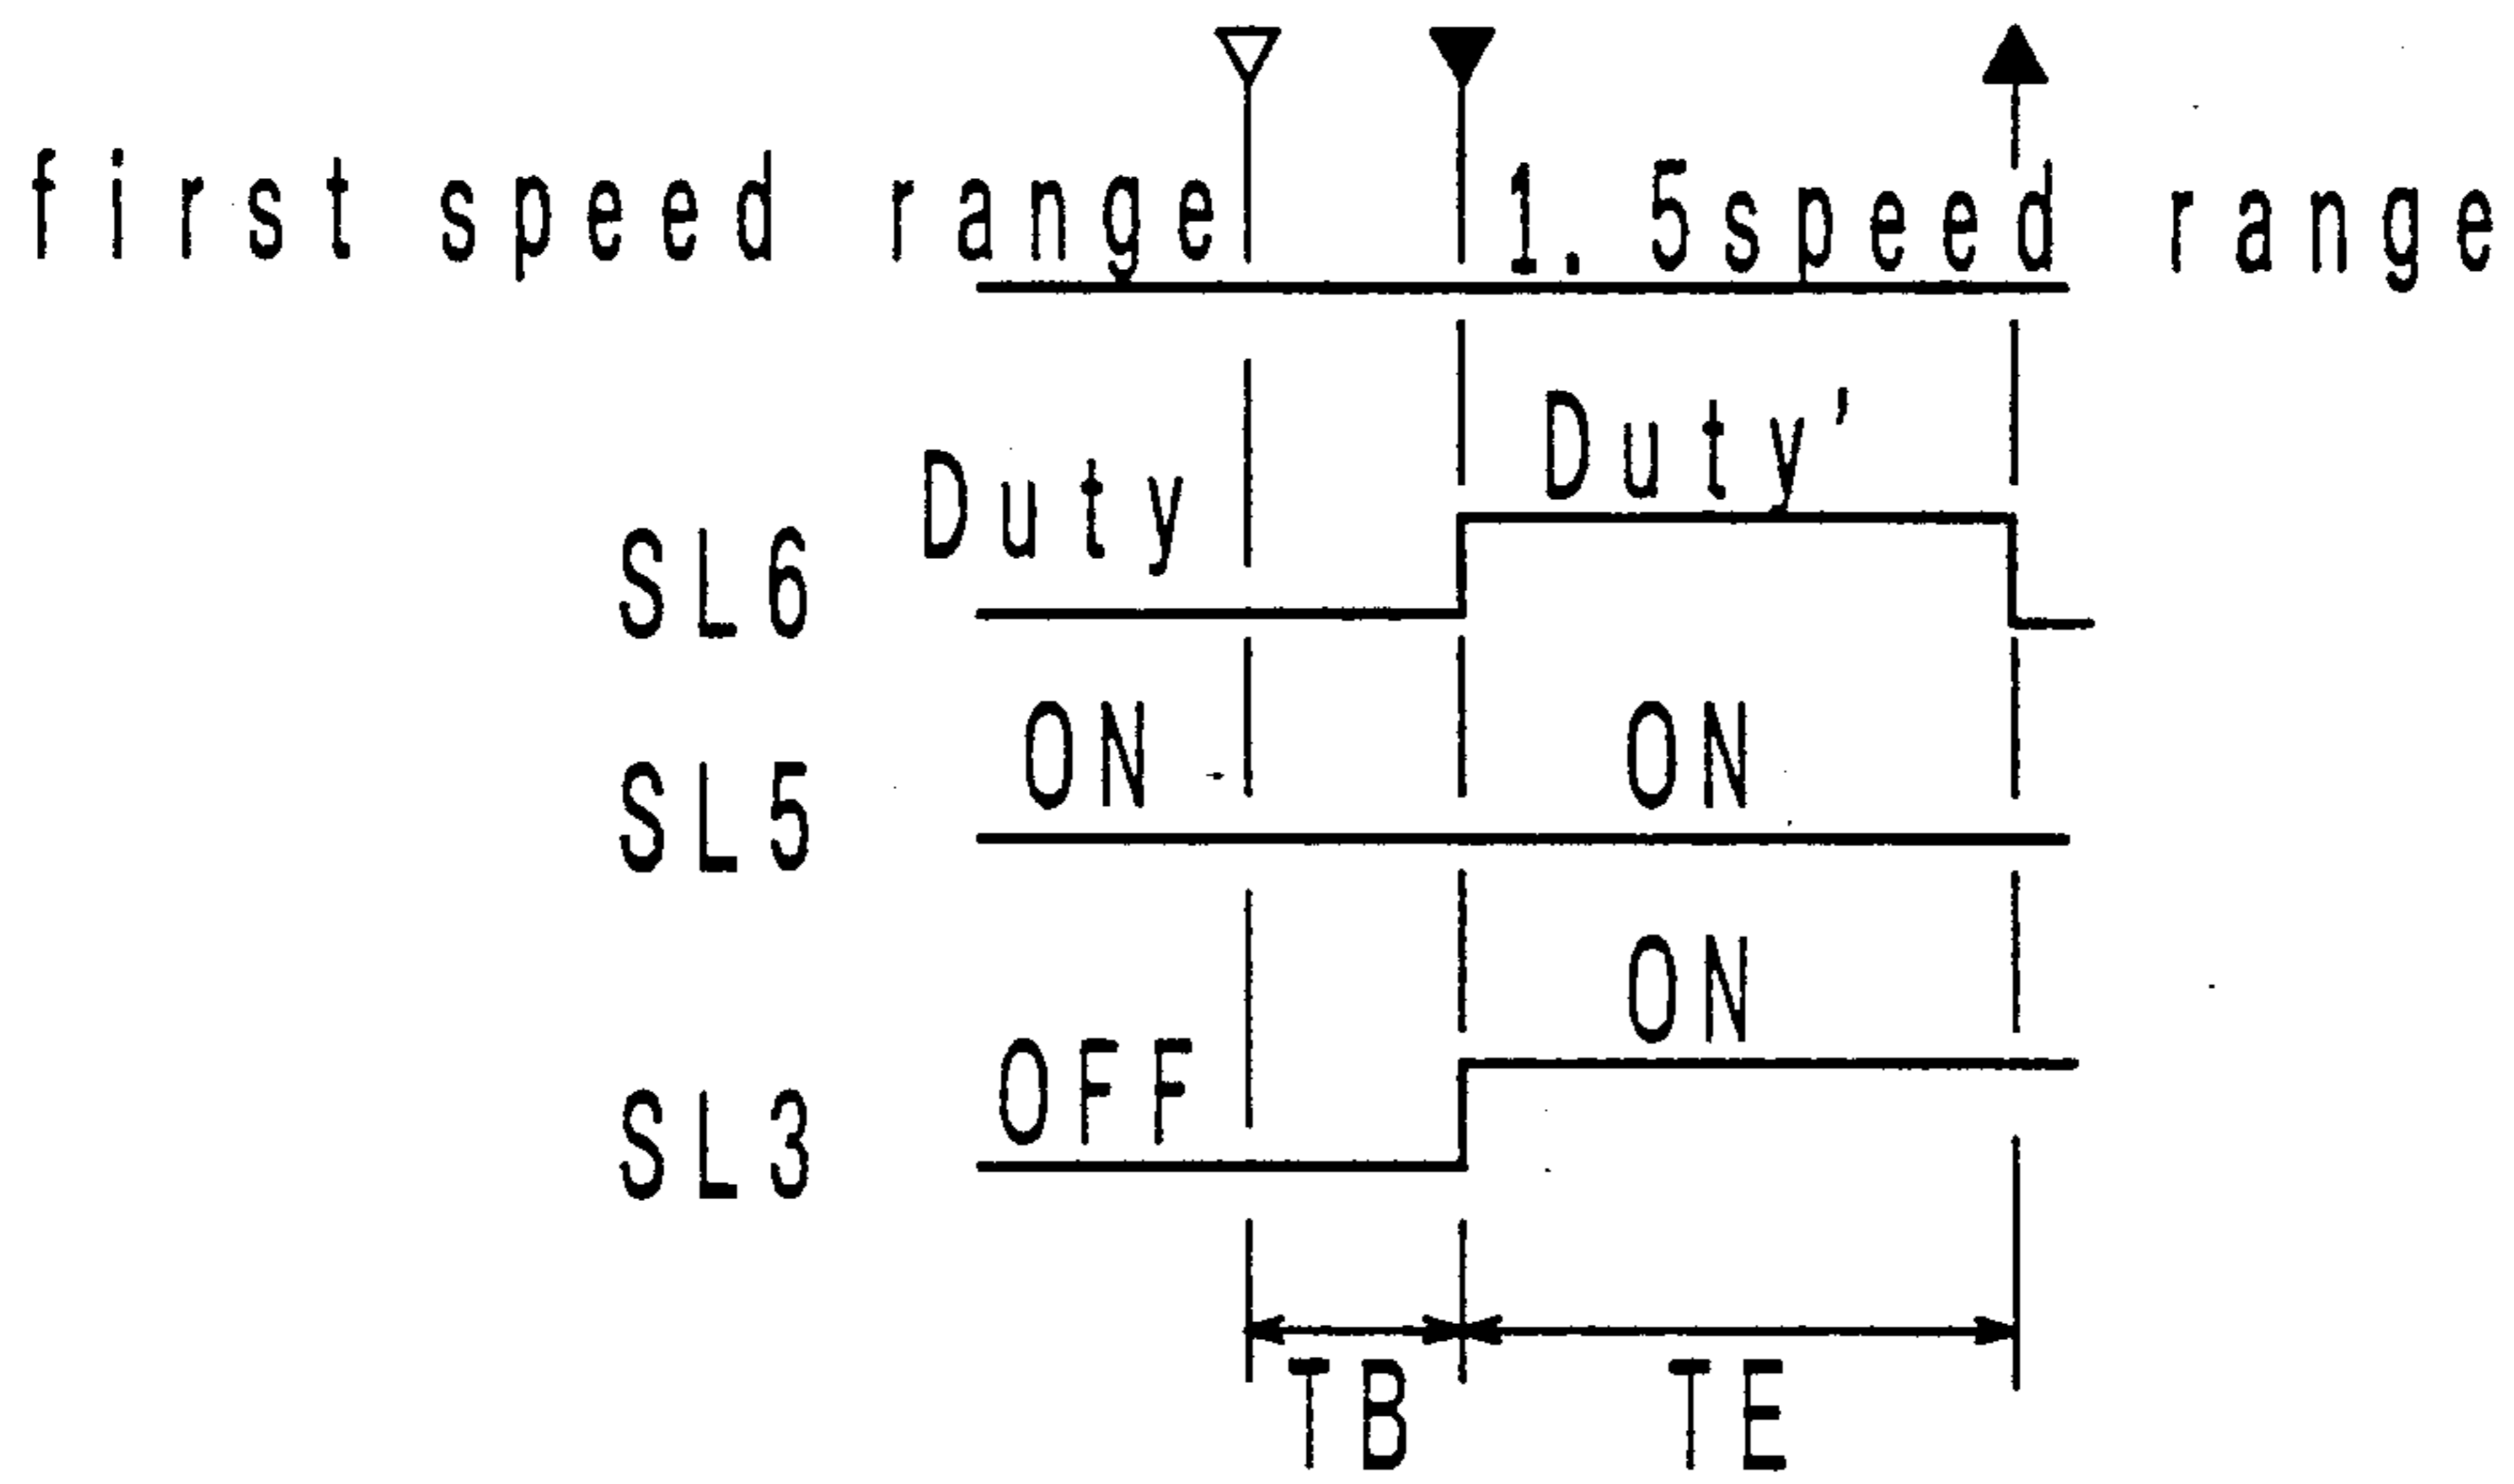 first speed range 1.5speed range
Duty Duty'
SL6
ON ON
SL5
ON
OFF
SL3
TB TE